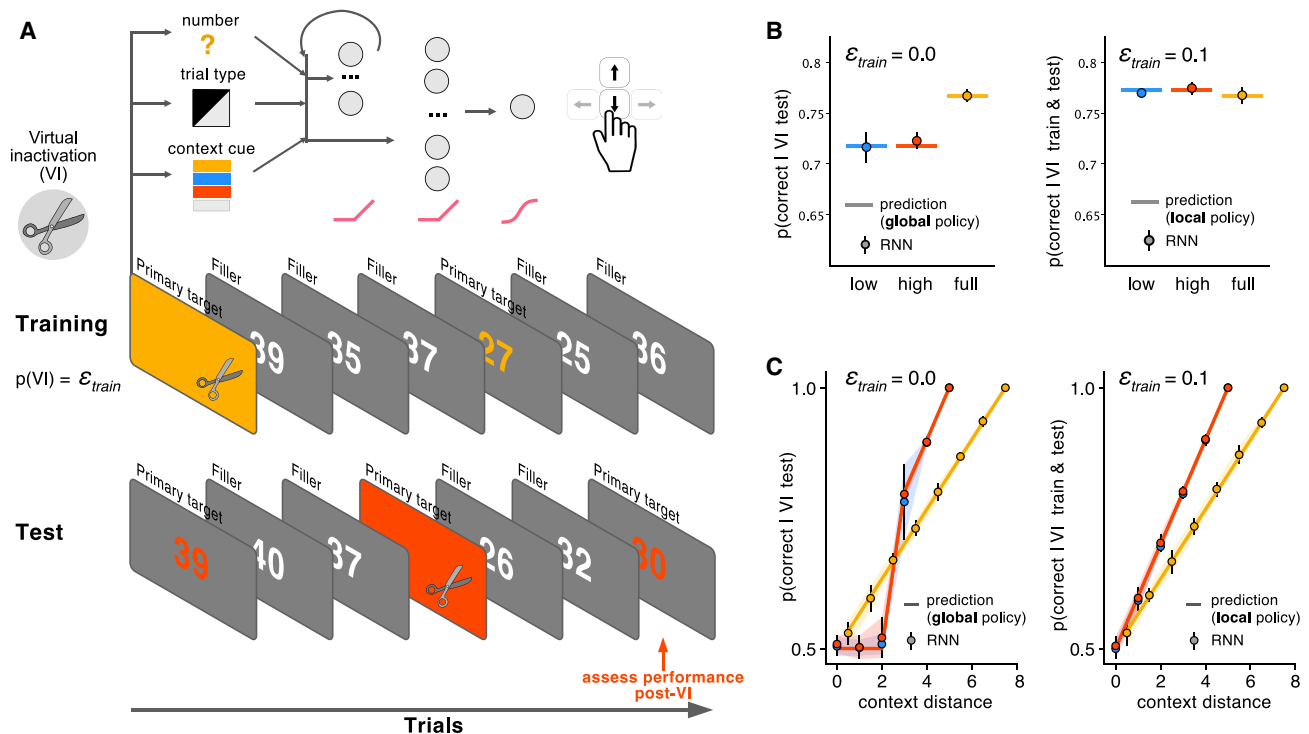 A
number
?
trial type
context cue
Virtual
inactivation
(VI)
Training
p(VI) = εtrain
Primary target
Filler
39
Filler
35
Filler
37
Primary target
27
Filler
25
Filler
36
Test
Primary target
39
Filler
40
Filler
37
Primary target
Filler
26
Filler
32
Primary target
30
assess performance
post-VI
Trials
B
εtrain = 0.0
p(correct I VI test)
0.8
0.75
0.7
0,65
prediction
(global policy)
RNN
low high full
εtrain = 0.1
p(correct I VI train & test)
0.8
0.75
0.7
0,65
prediction
(local policy)
RNN
low high full
C
εtrain = 0.0
p(correct I VI test)
1.0
0.5
prediction
(global policy)
RNN
0 2 4 6 8
context distance
εtrain = 0.1
p(correct I VI train & test)
1.0
0.5
prediction
(local policy)
RNN
0 2 4 6 8
context distance